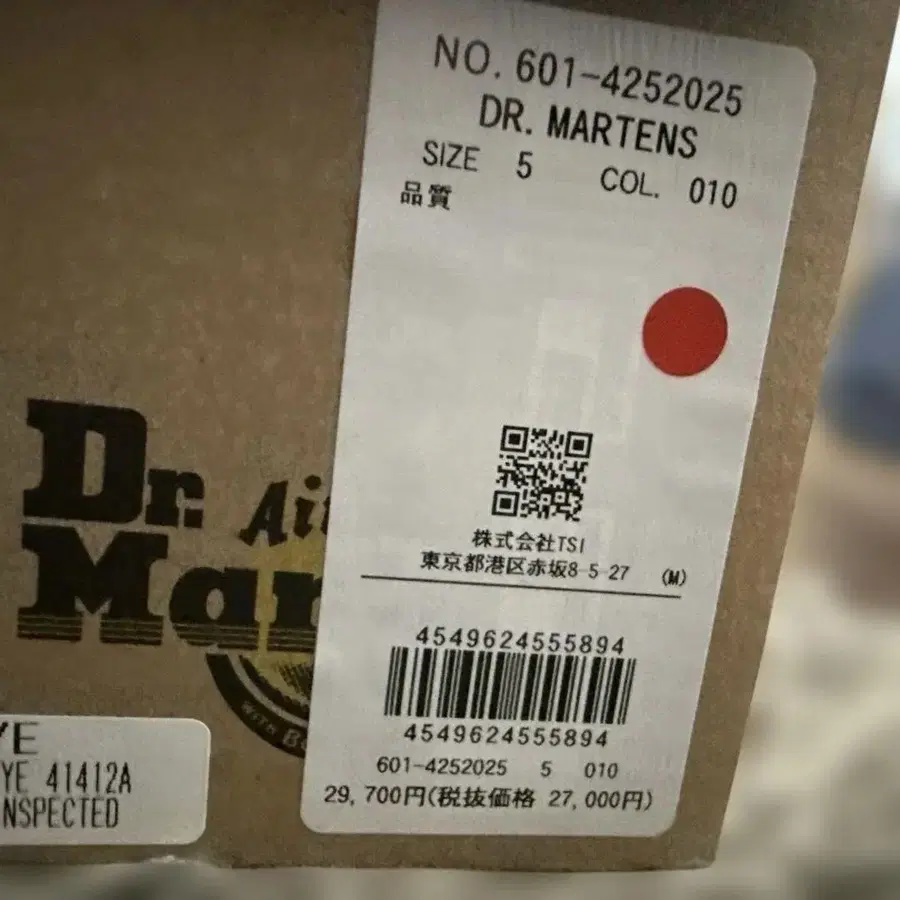 NO. 601-4252025
DR. MARTENS
SIZE 5 COL. 010
品質
株式会社TSI
東京都港区赤坂8-5-27 (M)
4549624555894
4549624555894
601-4252025 5 010
29,700円(税抜価格 27,000円)
Dr.
Air
Mar
WITH
YE
YE 41412A
NSPECTED